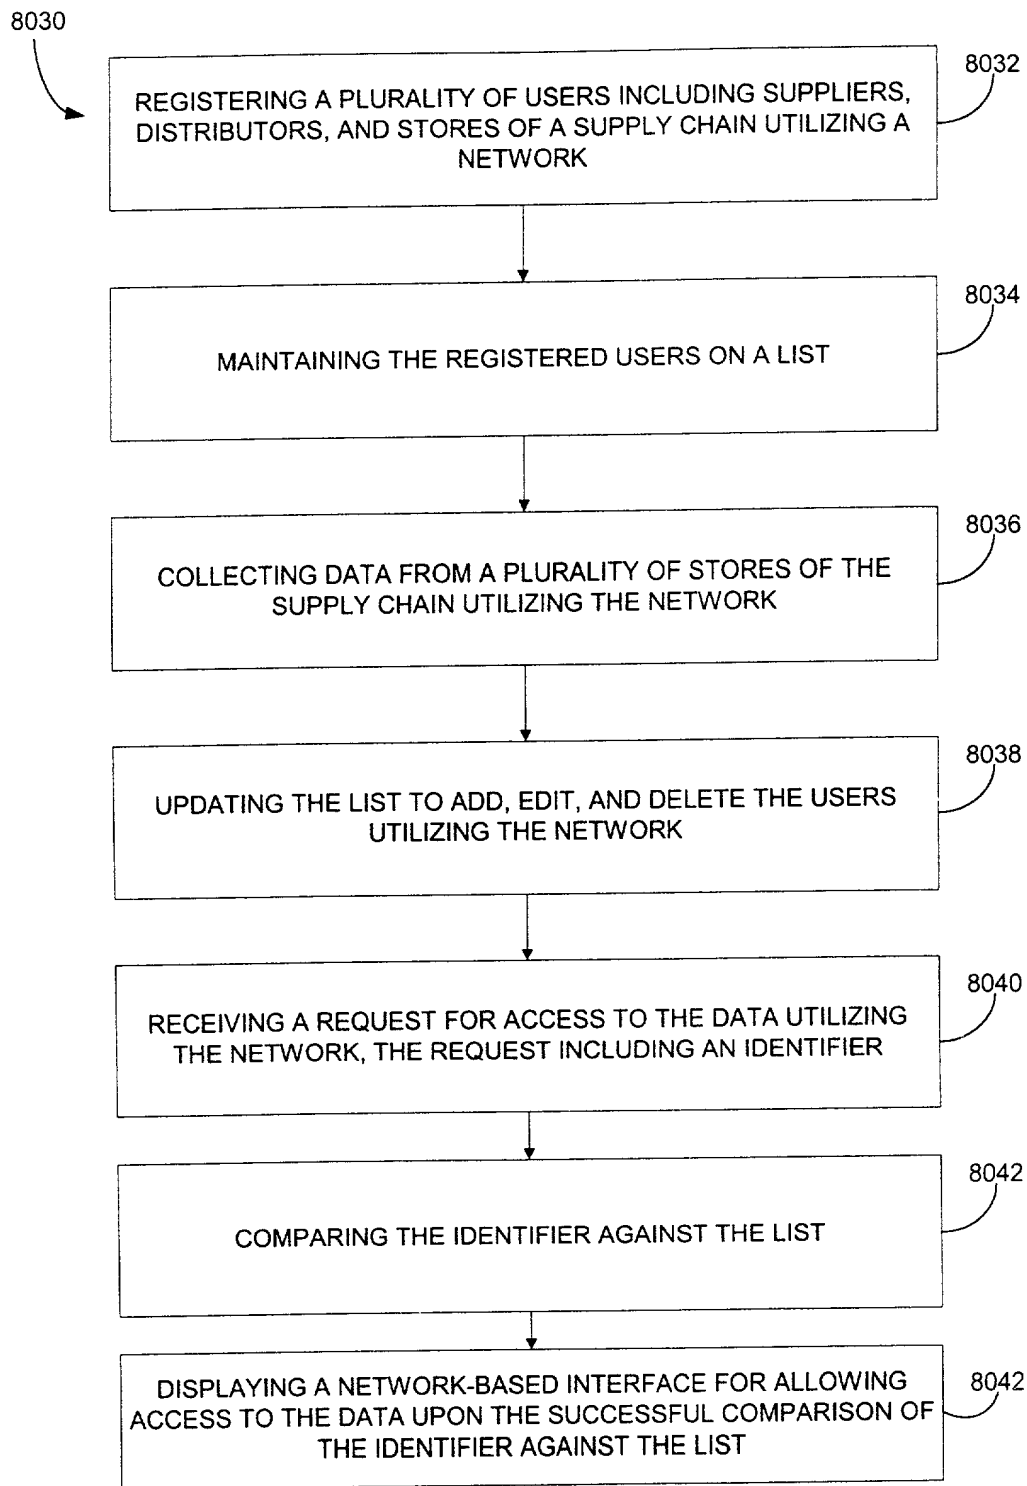 8030
8032
REGISTERING A PLURALITY OF USERS INCLUDING SUPPLIERS,
DISTRIBUTORS, AND STORES OF A SUPPLY CHAIN UTILIZING A
NETWORK
8034
MAINTAINING THE REGISTERED USERS ON A LIST
8036
COLLECTING DATA FROM A PLURALITY OF STORES OF THE
SUPPLY CHAIN UTILIZING THE NETWORK
8038
UPDATING THE LIST TO ADD, EDIT, AND DELETE THE USERS
UTILIZING THE NETWORK
8040
RECEIVING A REQUEST FOR ACCESS TO THE DATA UTILIZING
THE NETWORK, THE REQUEST INCLUDING AN IDENTIFIER
8042
COMPARING THE IDENTIFIER AGAINST THE LIST
8042
DISPLAYING A NETWORK-BASED INTERFACE FOR ALLOWING
ACCESS TO THE DATA UPON THE SUCCESSFUL COMPARISON OF
THE IDENTIFIER AGAINST THE LIST